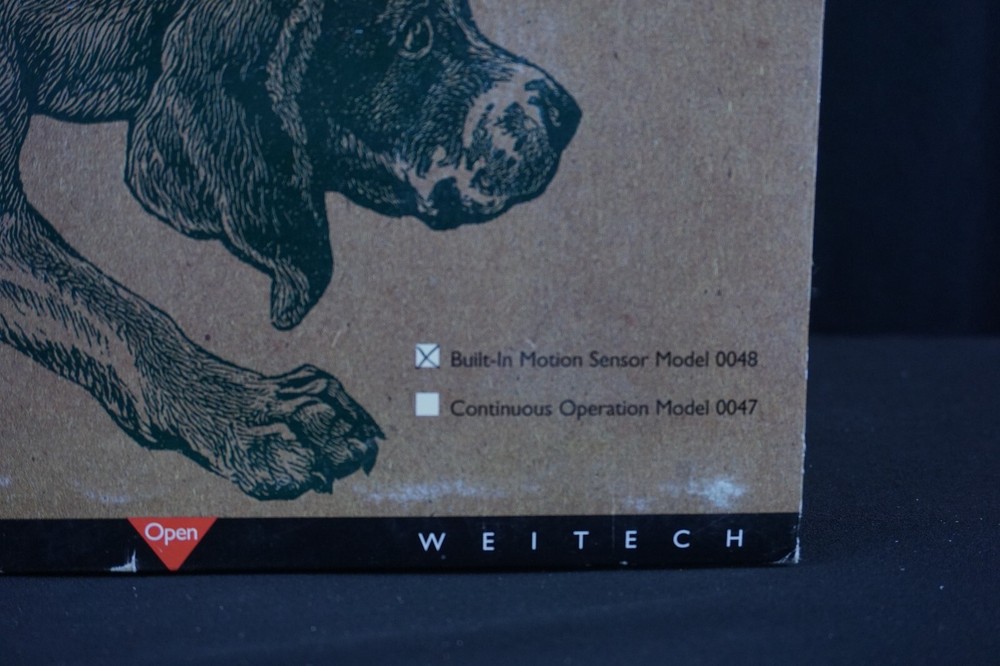 Built-In Motion Sensor Model 0048
Continuous Operation Model 0047
Open
WEITECH